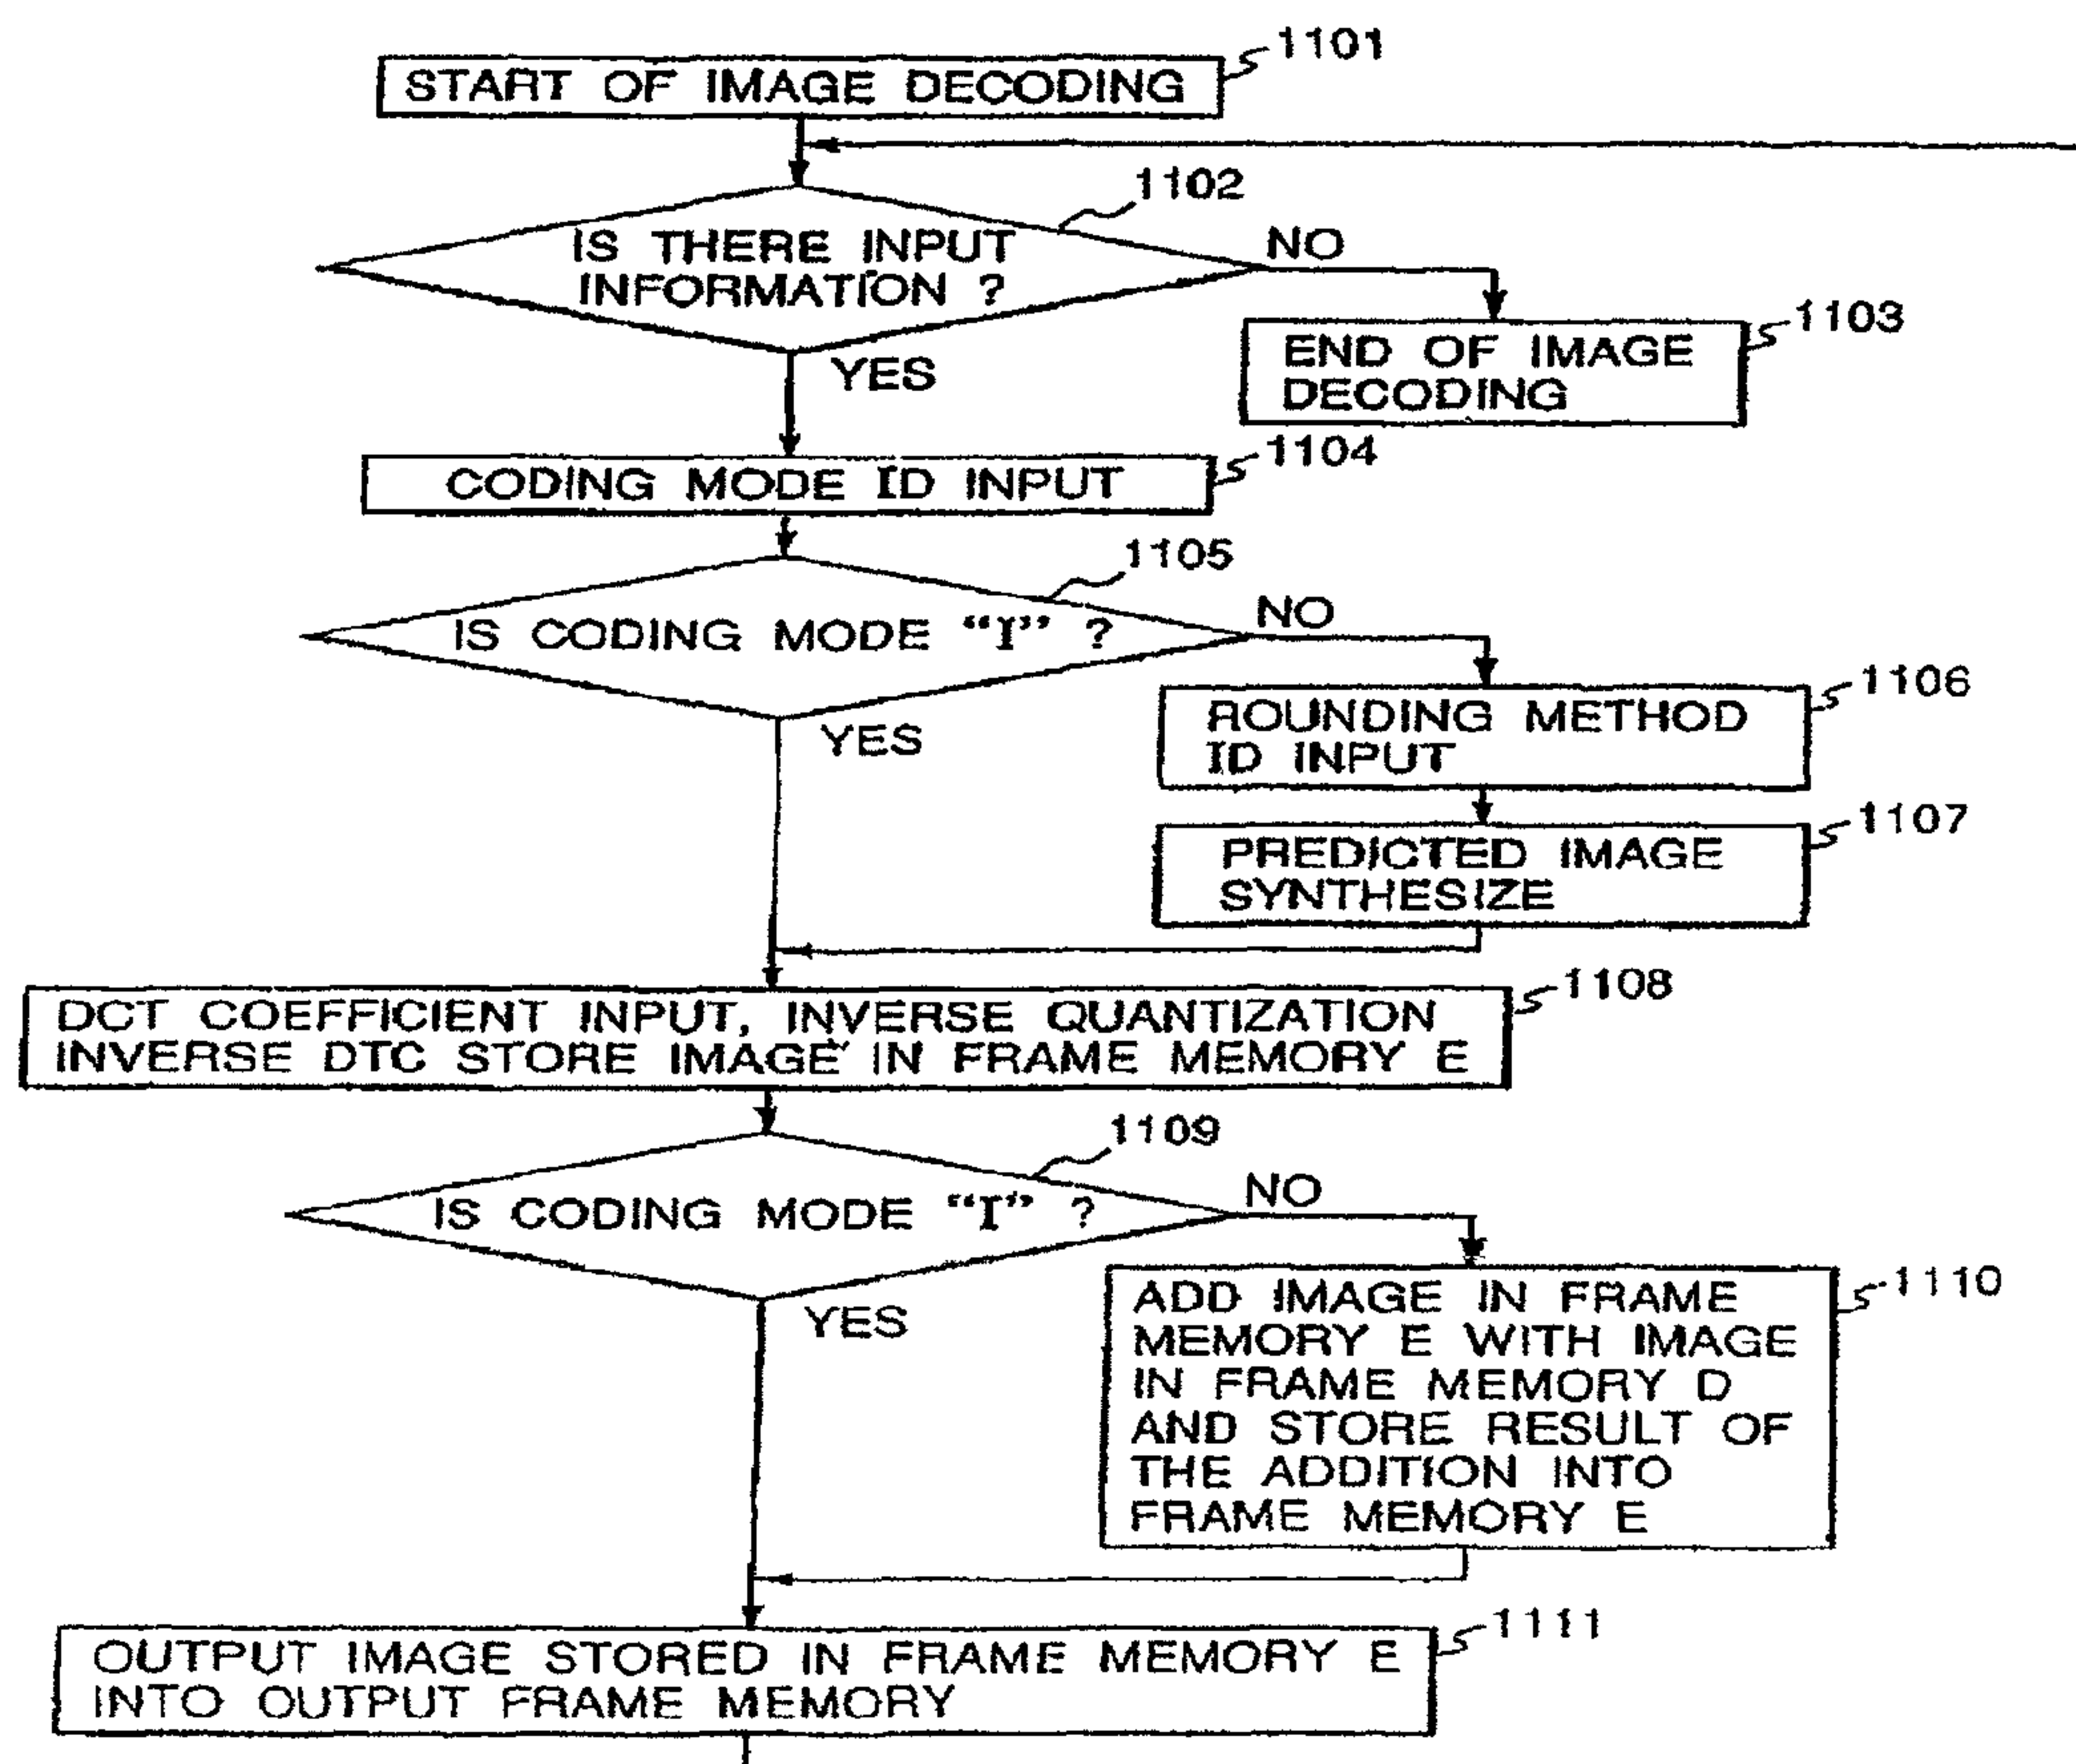 1101
START OF IMAGE DECODING
1102
IS THERE INPUT
INFORMATION ?
NO
YES
1103
END OF IMAGE
DECODING
1104
CODING MODE ID INPUT
1105
IS CODING MODE “I” ?
NO
YES
1106
ROUNDING METHOD
ID INPUT
1107
PREDICTED IMAGE
SYNTHESIZE
1108
DCT COEFFICIENT INPUT, INVERSE QUANTIZATION
INVERSE DTC STORE IMAGE IN FRAME MEMORY E
1109
IS CODING MODE “I” ?
NO
YES
1110
ADD IMAGE IN FRAME
MEMORY E WITH IMAGE
IN FRAME MEMORY D
AND STORE RESULT OF
THE ADDITION INTO
FRAME MEMORY E
1111
OUTPUT IMAGE STORED IN FRAME MEMORY E
INTO OUTPUT FRAME MEMORY